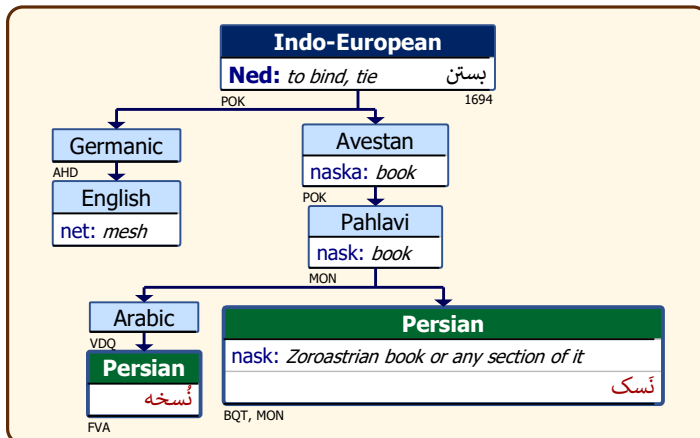 Indo-European
Ned: to bind, tie بستن
POK 1694
Germanic
AHD
English
net: mesh
Avestan
naska: book
POK
Pahlavi
nask: book
MON
Arabic
VDQ
Persian
نُسخه
FVA
Persian
nask: Zoroastrian book or any section of it
نَسک
BQT, MON